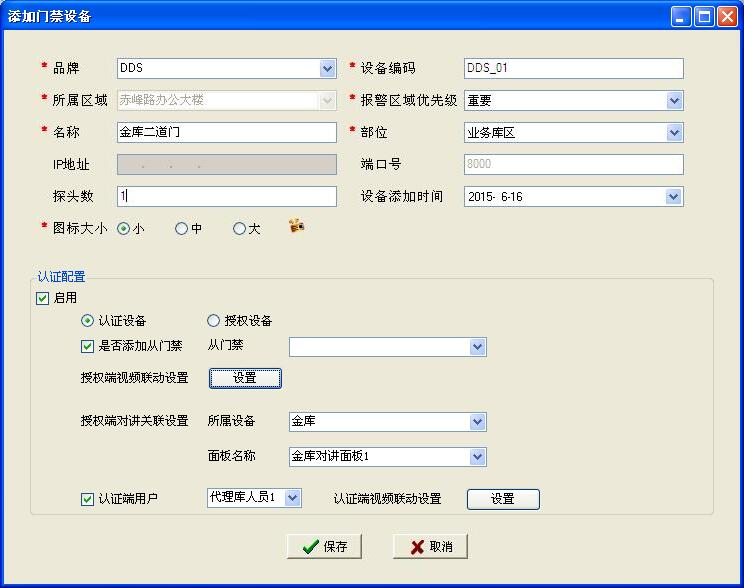 添加门禁设备
* 品牌 DDS * 设备编码 DDS_01
* 所属区域 赤峰路办公大楼 * 报警区域优先级 重要
* 名称 金库二道门 * 部位 业务库区
IP地址 . . . 端口号 8000
探头数 1 设备添加时间 2015- 6-16
* 图标大小 小 中 大
认证配置
启用
认证设备 授权设备
是否添加从门禁 从门禁
授权端视频联动设置 设置
授权端对讲关联设置 所属设备 金库
面板名称 金库对讲面板1
认证端用户 代理库人员1 认证端视频联动设置 设置
保存 取消